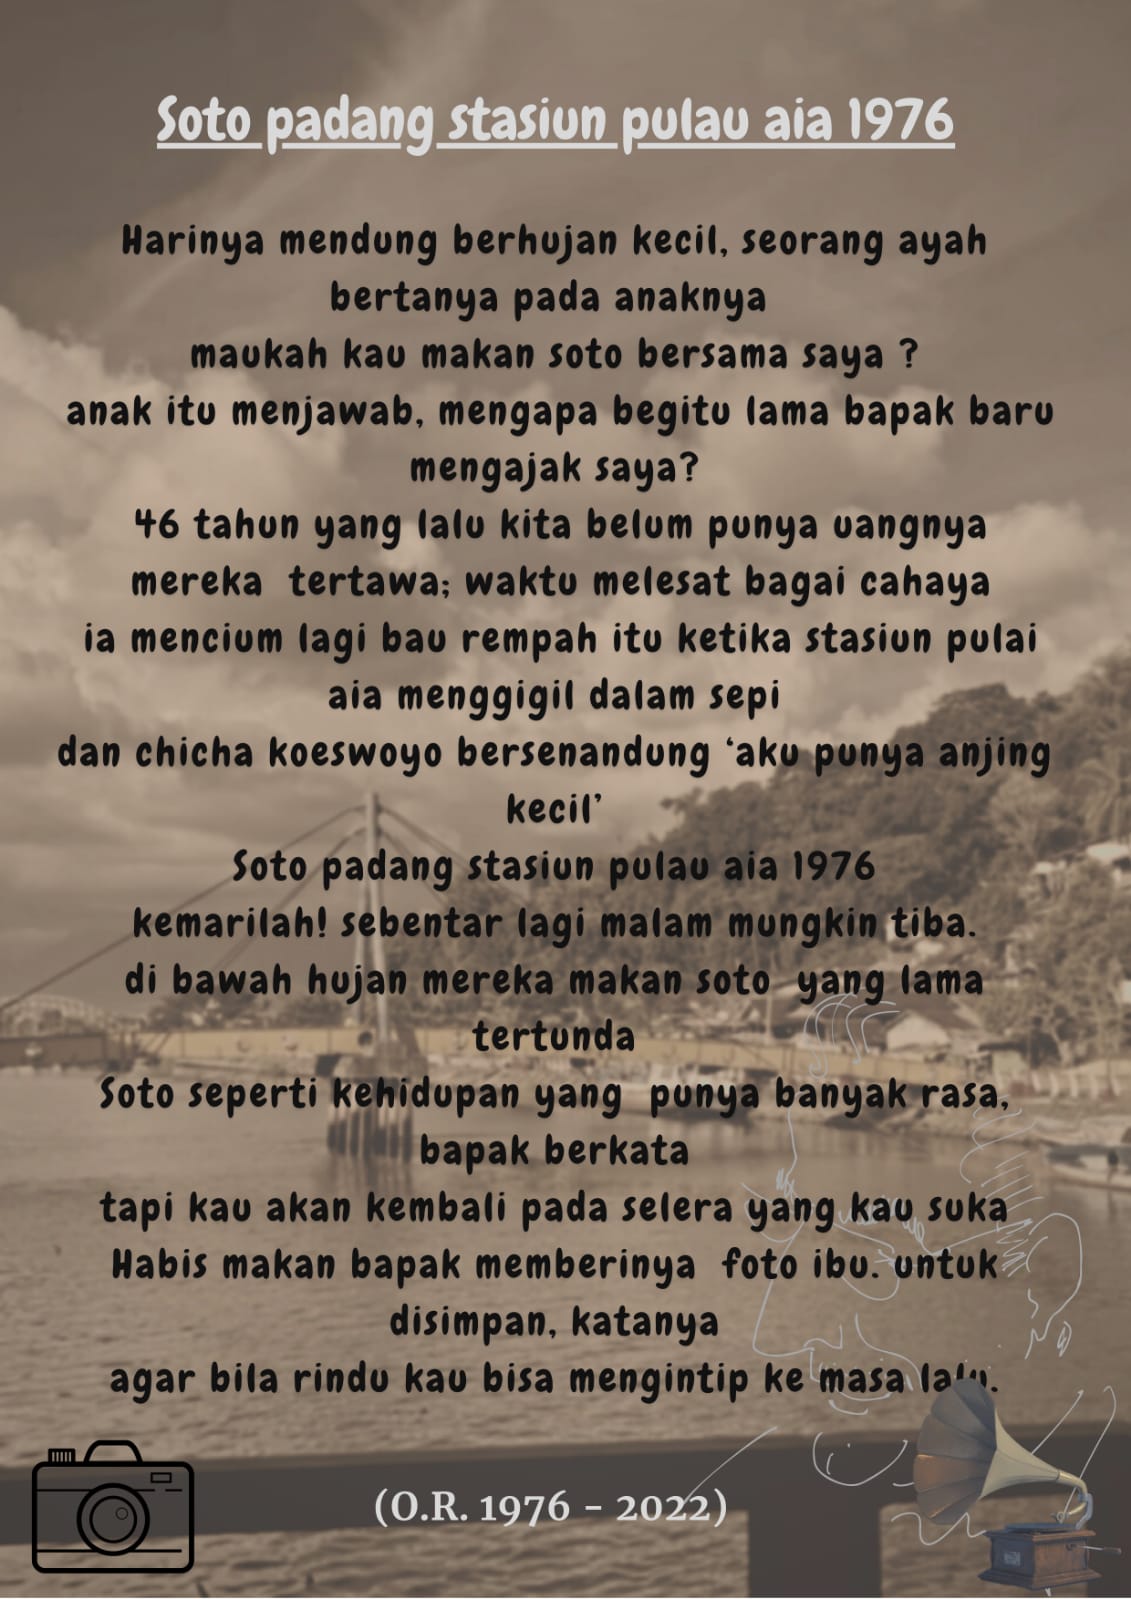 Soto padang stasiun pulau aia 1976
Harinya mendung berhujan kecil, seorang ayah
bertanya pada anaknya
maukah kau makan soto bersama saya ?
anak itu menjawab, mengapa begitu lama bapak baru
mengajak saya?
46 tahun yang lalu kita belum punya uangnya
mereka tertawa; waktu melesat bagai cahaya
ia mencium lagi bau rempah itu ketika stasiun pulai
aia menggigil dalam sepi
dan chicha koeswoyo bersenandung ‘aku punya anjing
kecil’
Soto padang stasiun pulau aia 1976
kemarilah! sebentar lagi malam mungkin tiba.
di bawah hujan mereka makan soto yang lama
tertunda
Soto seperti kehidupan yang punya banyak rasa,
bapak berkata
tapi kau akan kembali pada selera yang kau suka
Habis makan bapak memberinya foto ibu. untuk
disimpan, katanya
agar bila rindu kau bisa mengintip ke masa lalu.
(O.R. 1976 - 2022)